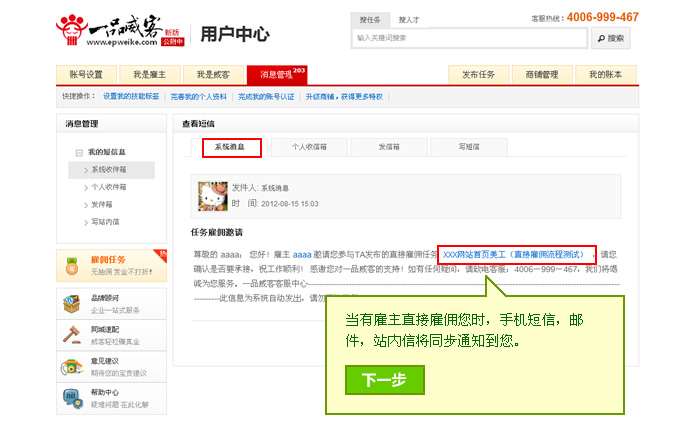 一品威客 新版 公测中
www.epweike.com
用户中心
搜任务 搜人才
客服热线: 4006-999-467
输入关键词搜索 搜索
账号设置 我是雇主 我是威客 消息管理 203 发布任务 商铺管理 我的账本
快捷操作: 设置我的技能标签 | 完善我的个人资料 | 完成我的账号认证 | 升级商铺,获得更多特权 |
消息管理
我的短信息
系统收件箱
个人收件箱
发件箱
写站内信
雇佣任务 热
无抽佣 赏金不打折!
品牌顾问
企业一站式服务
同城速配
威客轻松赚真金
意见建议
期待您的宝贵建议
帮助中心
疑难问题 在此化解
查看短信
系统消息 个人收信箱 发信箱 写短信
发件人: 系统消息
时 间: 2012-08-15 15:03
任务雇佣邀请
尊敬的 aaaa, 您好!雇主 aaaa 邀请您参与TA发布的直接雇佣任务 XXX网站首页美工(直接雇佣流程测试) ,请您
确认是否要承接,祝工作顺利! 感谢您对一品威客的支持!如有任何疑问,请致电客服,4006-999-467,我们将竭
诚为您服务。一品威客客服中心
---------此信息为系统自动发出,请勿
当有雇主直接雇佣您时,手机短信,邮
件,站内信将同步通知到您。
下一步